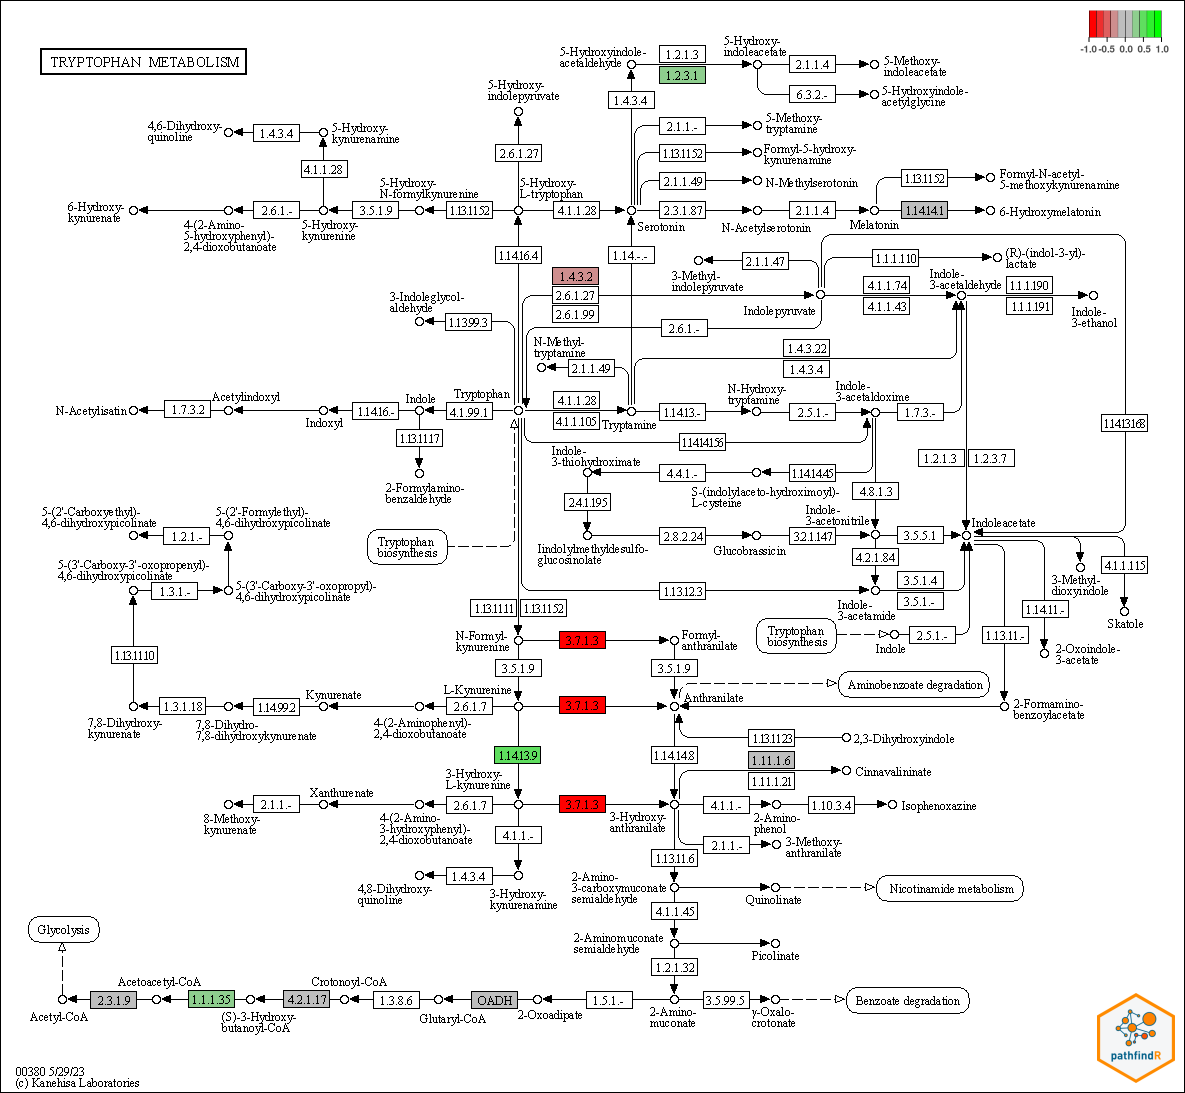 TRYPTOPHAN METABOLISM
-1.0 -0.5 0.0 0.5 1.0
5-Hydroxyindole-
acetaldehyde
1.2.3.1
1.2.1.3
5-Hydroxy-
indoleacetate
2.1.1.4
5-Methoxy-
indoleacetate
6.3.2.-
5-Hydroxyindole-
acetylglycine
5-Hydroxy-
indolepyruvate
1.4.3.4
2.1.1.-
5-Methoxy-
tryptamine
4,6-Dihydroxy-
quinoline
1.4.3.4
5-Hydroxy-
kynurenamine
2.6.1.27
1.13.11.52
Formyl-5-hydroxy-
kynurenamine
4.1.1.28
5-Hydroxy-
N-formylkynurenine
5-Hydroxy-
L-tryptophan
2.1.1.49
N-Methylserotonin
1.13.11.52
Formyl-N-acetyl-
5-methoxykynurenamine
6-Hydroxy-
kynurenate
4-(2-Amino-
5-hydroxyphenyl)-
2,4-dioxobutanoate
2.6.1.-
5-Hydroxy-
kynurenine
3.5.1.9
1.13.11.52
4.1.1.28
Serotonin
2.3.1.87
N-Acetylserotonin
2.1.1.4
Melatonin
1.14.14.1
6-Hydroxymelatonin
1.14.16.4
1.14.-.-
1.4.3.2
2.6.1.27
2.6.1.99
3-Methyl-
indolepyruvate
2.1.1.47
1.1.1.110
(R)-(indol-3-yl)-
lactate
Indolepyruvate
4.1.1.74
4.1.1.43
Indole-
3-acetaldehyde
1.1.1.190
1.1.1.191
Indole-
3-ethanol
3-Indoleglycol-
aldehyde
1.13.99.3
2.6.1.-
N-Methyl-
tryptamine
2.1.1.49
1.4.3.22
1.4.3.4
N-Acetylisatin
1.7.3.2
Acetylindoxyl
Indoxyl
1.14.16.-
Indole
4.1.99.1
Tryptophan
4.1.1.28
4.1.1.105
Tryptamine
1.14.13.-
N-Hydroxy-
tryptamine
2.5.1.-
Indole-
3-acetaldoxime
1.7.3.-
1.14.13.168
1.13.11.17
2-Formylamino-
benzaldehyde
1.14.14.156
Indole-
3-thiohydroximate
4.4.1.-
S-(indolylaceto-hydroximoyl)-
L-cysteine
1.14.14.45
1.2.1.3
1.2.3.7
2.4.1.195
4.8.1.3
Indole-
3-acetonitrile
Iindolylmethyldesulfo-
glucosinolate
2.8.2.24
Glucobrassicin
3.2.1.147
3.5.5.1
Indoleacetate
4.2.1.84
5-(2'-Carboxyethyl)-
4,6-dihydroxypicolinate
1.2.1.-
5-(2'-Formylethyl)-
4,6-dihydroxypicolinate
Tryptophan
biosynthesis
5-(3'-Carboxy-3'-oxopropenyl)-
4,6-dihydroxypicolinate
1.3.1.-
5-(3'-Carboxy-3'-oxopropyl)-
4,6-dihydroxypicolinate
1.13.12.3
Indole-
3-acetamide
3.5.1.4
3.5.1.-
3-Methyl-
dioxyindole
4.1.1.115
Skatole
1.13.11.11
1.13.11.52
Tryptophan
biosynthesis
Indole
2.5.1.-
1.13.11.-
1.14.11.-
2-Oxoindole-
3-acetate
N-Formyl-
kynurenine
3.7.1.3
Formyl-
anthranilate
1.13.1.10
3.5.1.9
3.5.1.9
Aminobenzoate degradation
7,8-Dihydroxy-
kynurenate
1.3.1.18
7,8-Dihydro-
7,8-dihydroxykynurenate
1.14.99.2
Kynurenate
4-(2-Aminophenyl)-
2,4-dioxobutanoate
2.6.1.7
L-Kynurenine
3.7.1.3
Anthranilate
2-Formamino-
benzoylacetate
1.14.13.9
1.14.14.8
1.13.11.23
2,3-Dihydroxyindole
1.11.1.6
1.11.1.21
Cinnavalininate
8-Methoxy-
kynurenate
2.1.1.-
Xanthurenate
4-(2-Amino-
3-hydroxyphenyl)-
2,4-dioxobutanoate
2.6.1.7
3-Hydroxy-
L-kynurenine
3.7.1.3
3-Hydroxy-
anthranilate
4.1.1.-
2-Amino-
phenol
1.10.3.4
Isophenoxazine
4.1.1.-
2.1.1.-
3-Methoxy-
anthranilate
4,8-Dihydroxy-
quinoline
1.4.3.4
3-Hydroxy-
kynurenamine
1.13.11.6
2-Amino-
3-carboxymuconate
semialdehyde
Quinolinate
Nicotinamide metabolism
4.1.1.45
Glycolysis
2-Aminomuconate
semialdehyde
Picolinate
1.2.1.32
Acetyl-CoA
2.3.1.9
Acetoacetyl-CoA
1.1.1.35
(S)-3-Hydroxy-
butanoyl-CoA
4.2.1.17
Crotonoyl-CoA
1.3.8.6
Glutaryl-CoA
OADH
2-Oxoadipate
1.5.1.-
2-Amino-
muconate
3.5.99.5
γ-Oxalo-
crotonate
Benzoate degradation
00380 5/29/23
(c) Kanehisa Laboratories
pathfindR